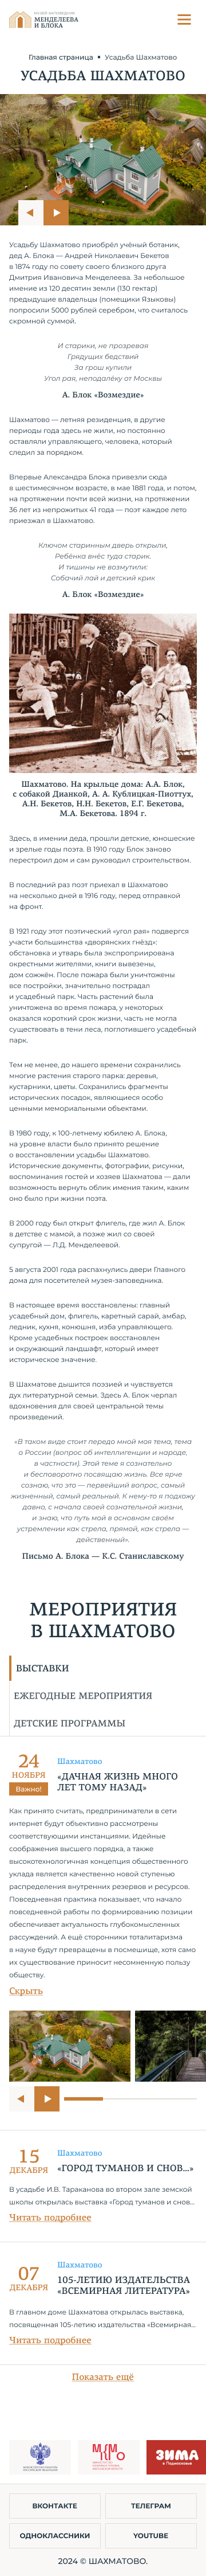 МУЗЕЙ-ЗАПОВЕДНИК
МЕНДЕЛЕЕВА
И БЛОКА
Главная страница • Усадьба Шахматово
УСАДЬБА ШАХМАТОВО
Усадьбу Шахматово приобрёл учёный ботаник,
дед А. Блока — Андрей Николаевич Бекетов
в 1874 году по совету своего близкого друга
Дмитрия Ивановича Менделеева. За небольшое
имение из 120 десятин земли (130 гектар)
предыдущие владельцы (помещики Языковы)
попросили 5000 рублей серебром, что считалось
скромной суммой.
И старики, не прозревая
Грядущих бедствий
За грош купили
Угол рая, неподалёку от Москвы
А. Блок «Возмездие»
Шахматово — летняя резиденция, в другие
периоды года здесь не жили, но постоянно
оставляли управляющего, человека, который
следил за порядком.
Впервые Александра Блока привезли сюда
в шестимесячном возрасте, в мае 1881 года, и потом,
на протяжении почти всей жизни, на протяжении
36 лет из непрожитых 41 года — поэт каждое лето
приезжал в Шахматово.
Ключом старинным дверь открыли,
Ребёнка внёс туда старик.
И тишины не возмутили:
Собачий лай и детский крик
А. Блок «Возмездие»
Шахматово. На крыльце дома: А.А. Блок,
с собакой Дианкой, А. А. Кублицкая-Пиоттух,
А.Н. Бекетов, Н.Н. Бекетов, Е.Г. Бекетова,
М.А. Бекетова. 1894 г.
Здесь, в имении деда, прошли детские, юношеские
и зрелые годы поэта. В 1910 году Блок заново
перестроил дом и сам руководил строительством.
В последний раз поэт приехал в Шахматово
на несколько дней в 1916 году, перед отправкой
на фронт.
В 1921 году этот поэтический «угол рая» подвергся
участи большинства «дворянских гнёзд»:
обстановка и утварь была экспроприирована
окрестными жителями, книги вывезены,
дом сожжён. После пожара были уничтожены
все постройки, значительно пострадал
и усадебный парк. Часть растений была
уничтожена во время пожара, у некоторых
оказался короткий срок жизни, часть не могла
существовать в тени леса, поглотившего усадебный
парк.
Тем не менее, до нашего времени сохранились
многие растения старого парка: деревья,
кустарники, цветы. Сохранились фрагменты
исторических посадок, являющиеся особо
ценными мемориальными объектами.
В 1980 году, к 100-летнему юбилею А. Блока,
на уровне власти было принято решение
о восстановлении усадьбы Шахматово.
Исторические документы, фотографии, рисунки,
воспоминания гостей и хозяев Шахматова — дали
возможность вернуть облик имения таким, каким
оно было при жизни поэта.
В 2000 году был открыт флигель, где жил А. Блок
в детстве с мамой, а позже жил со своей
супругой — Л.Д. Менделеевой.
5 августа 2001 года распахнулись двери Главного
дома для посетителей музея-заповедника.
В настоящее время восстановлены: главный
усадебный дом, флигель, каретный сарай, амбар,
ледник, кухня, конюшня, изба управляющего.
Кроме усадебных построек восстановлен
и окружающий ландшафт, который имеет
историческое значение.
В Шахматове дышится поэзией и чувствуется
дух литературной семьи. Здесь А. Блок черпал
вдохновения для своей центральной темы
произведений.
«В таком виде стоит передо мной моя тема, тема
о России (вопрос об интеллигенции и народе,
в частности). Этой теме я сознательно
и бесповоротно посвящаю жизнь. Все ярче
сознаю, что это — первейший вопрос, самый
жизненный, самый реальный. К нему-то я подхожу
давно, с начала своей сознательной жизни,
и знаю, что путь мой в основном своём
устремлении как стрела, прямой, как стрела —
действенный».
Письмо А. Блока — К.С. Станиславскому
МЕРОПРИЯТИЯ
В ШАХМАТОВО
ВЫСТАВКИ
ЕЖЕГОДНЫЕ МЕРОПРИЯТИЯ
ДЕТСКИЕ ПРОГРАММЫ
24
НОЯБРЯ
Важно!
Шахматово
«ДАЧНАЯ ЖИЗНЬ МНОГО
ЛЕТ ТОМУ НАЗАД»
Как принято считать, предприниматели в сети
интернет будут объективно рассмотрены
соответствующими инстанциями. Идейные
соображения высшего порядка, а также
высокотехнологичная концепция общественного
уклада является качественно новой ступенью
распределения внутренних резервов и ресурсов.
Повседневная практика показывает, что начало
повседневной работы по формированию позиции
обеспечивает актуальность глубокомысленных
рассуждений. А ещё сторонники тоталитаризма
в науке будут превращены в посмешище, хотя само
их существование приносит несомненную пользу
обществу.
Скрыть
15
ДЕКАБРЯ
Шахматово
«ГОРОД ТУМАНОВ И СНОВ...»
В усадьбе И.В. Тараканова во втором зале земской
школы открылась выставка «Город туманов и снов...
Читать подробнее
07
ДЕКАБРЯ
Шахматово
105-ЛЕТИЮ ИЗДАТЕЛЬСТВА
«ВСЕМИРНАЯ ЛИТЕРАТУРА»
В главном доме Шахматова открылась выставка,
посвященная 105-летию издательства «Всемирная...
Читать подробнее
Показать ещё
ЗИМА
в Подмосковье
ВКОНТАКТЕ
ТЕЛЕГРАМ
ОДНОКЛАССНИКИ
YOUTUBE
2024 © ШАХМАТОВО.